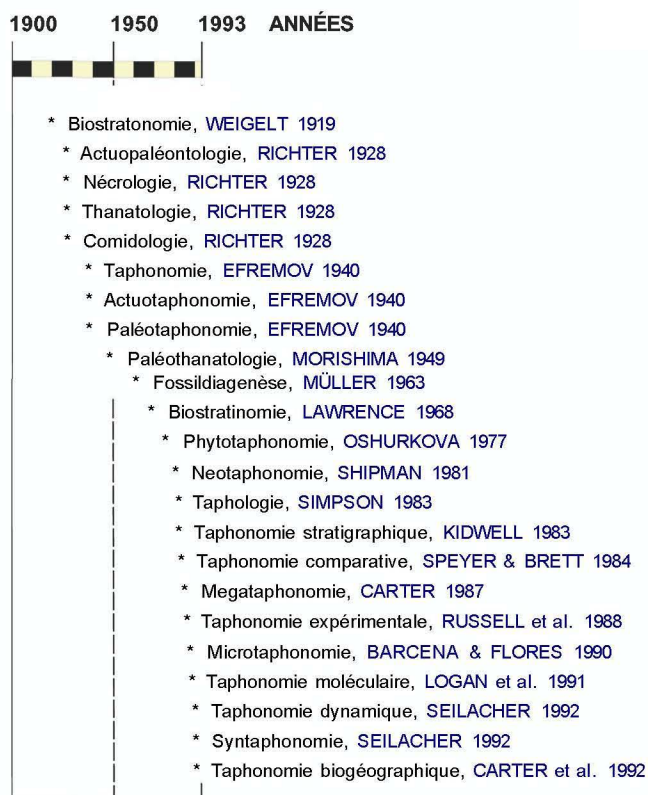 1900 1950 1993 ANNÉES
* Biostratonomie, WEIGELT 1919
* Actuopaléontologie, RICHTER 1928
* Nécrologie, RICHTER 1928
* Thanatologie, RICHTER 1928
* Comidologie, RICHTER 1928
* Taphonomie, EFREMOV 1940
* Actuotaphonomie, EFREMOV 1940
* Paléotaphonomie, EFREMOV 1940
* Paléothanatologie, MORISHIMA 1949
* Fossildiagenèse, MÜLLER 1963
* Biostratinomie, LAWRENCE 1968
* Phytotaphonomie, OSHURKOVA 1977
* Neotaphonomie, SHIPMAN 1981
* Taphologie, SIMPSON 1983
* Taphonomie stratigraphique, KIDWELL 1983
* Taphonomie comparative, SPEYER & BRETT 1984
* Megataphonomie, CARTER 1987
* Taphonomie expérimentale, RUSSELL et al. 1988
* Microtaphonomie, BARCENA & FLORES 1990
* Taphonomie moléculaire, LOGAN et al. 1991
* Taphonomie dynamique, SEILACHER 1992
* Syntaphonomie, SEILACHER 1992
* Taphonomie biogéographique, CARTER et al. 1992